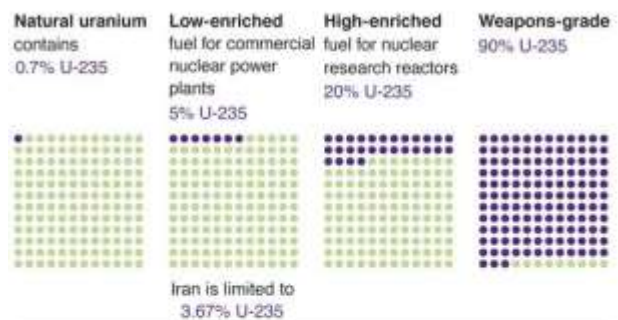 Natural uranium
contains
0.7% U-235
Low-enriched
fuel for commercial
nuclear power
plants
5% U-235
High-enriched
fuel for nuclear
research reactors
20% U-235
Weapons-grade
90% U-235
Iran is limited to
3.67% U-235